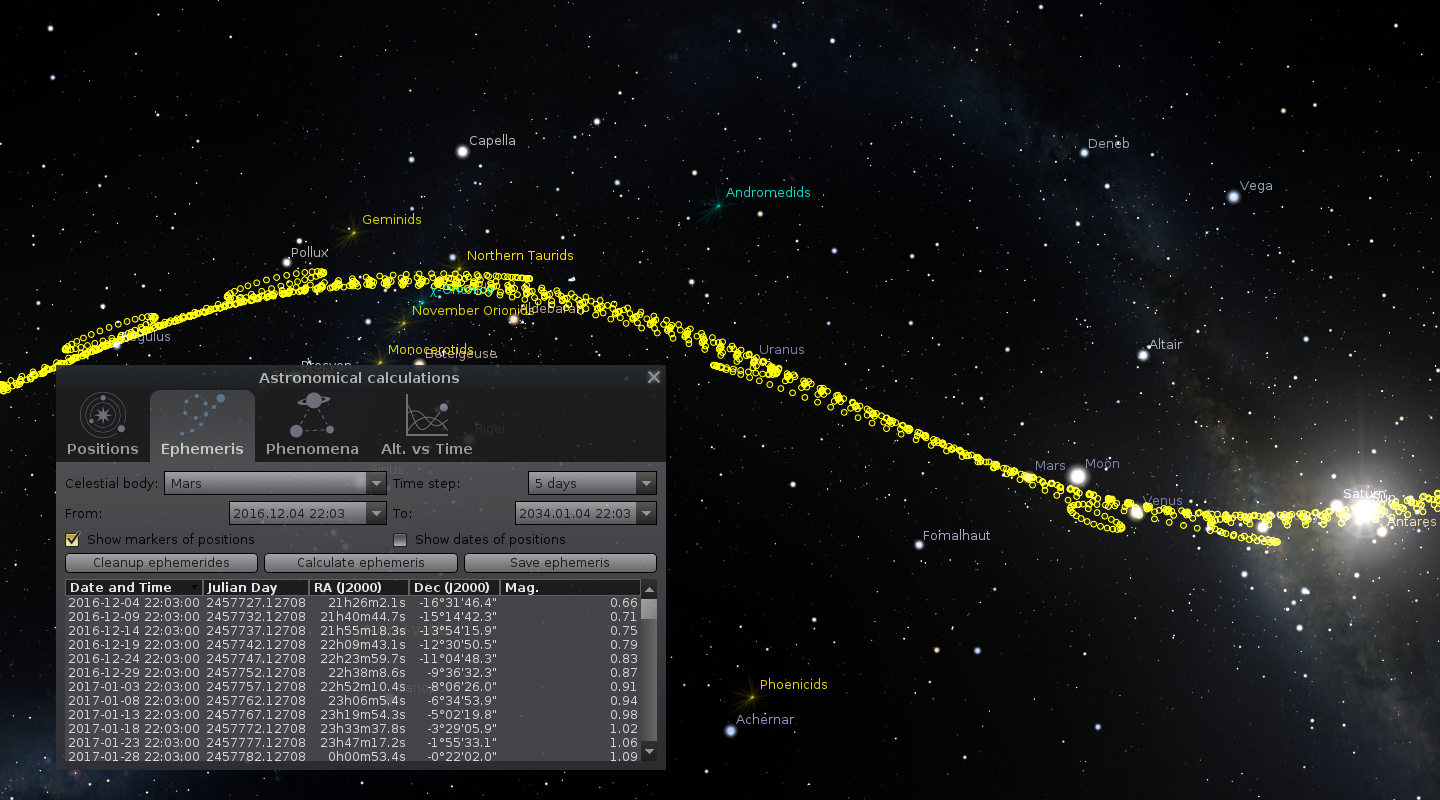 Capella
Deneb
Vega
Andromedids
Geminids
Pollux
Northern Taurids
November Orionids
Aldebaran
Regulus
Altair
Monocerotids
Uranus
Betelgeuse
Procyon
Astronomical calculations
Positions
Ephemeris
Phenomena
Alt. vs Time
Rigel
Mars
Moon
Venus
Saturn
Sun
Antares
Sirius
Celestial body: Mars Time step: 5 days
From: 2016.12.04 22:03 To: 2034.01.04 22:03
Show markers of positions Show dates of positions
Fomalhaut
Cleanup ephemerides Calculate ephemeris Save ephemeris
Date and Time Julian Day RA (J2000) Dec (J2000) Mag.
2016-12-04 22:03:00 2457727.12708 21h26m2.1s -16°31'46.4" 0.66
2016-12-09 22:03:00 2457732.12708 21h40m44.7s -15°14'42.3" 0.71
2016-12-14 22:03:00 2457737.12708 21h55m18.3s -13°54'15.9" 0.75
2016-12-19 22:03:00 2457742.12708 22h09m43.1s -12°30'50.5" 0.79
2016-12-24 22:03:00 2457747.12708 22h23m59.7s -11°04'48.3" 0.83
2016-12-29 22:03:00 2457752.12708 22h38m8.6s -9°36'32.3" 0.87
2017-01-03 22:03:00 2457757.12708 22h52m10.4s -8°06'26.0" 0.91
2017-01-08 22:03:00 2457762.12708 23h06m5.4s -6°34'53.9" 0.94
2017-01-13 22:03:00 2457767.12708 23h19m54.3s -5°02'19.8" 0.98
2017-01-18 22:03:00 2457772.12708 23h33m37.8s -3°29'05.9" 1.02
2017-01-23 22:03:00 2457777.12708 23h47m17.2s -1°55'33.1" 1.06
2017-01-28 22:03:00 2457782.12708 0h00m53.4s -0°22'02.0" 1.09
Phoenicids
Achernar